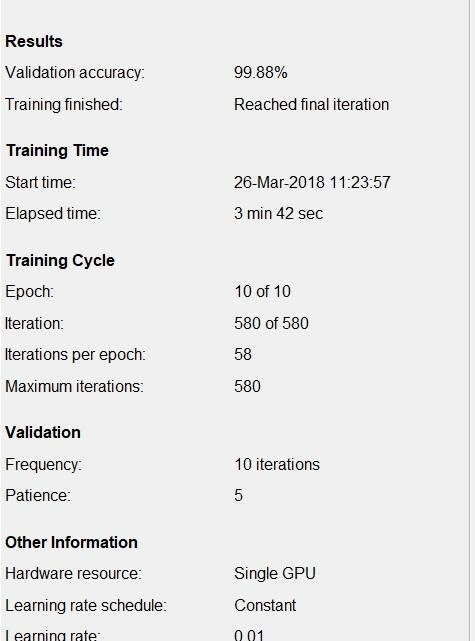 Results
Validation accuracy: 99.88%
Training finished: Reached final iteration
Training Time
Start time: 26-Mar-2018 11:23:57
Elapsed time: 3 min 42 sec
Training Cycle
Epoch: 10 of 10
Iteration: 580 of 580
Iterations per epoch: 58
Maximum iterations: 580
Validation
Frequency: 10 iterations
Patience: 5
Other Information
Hardware resource: Single GPU
Learning rate schedule: Constant
Learning rate: 0.01